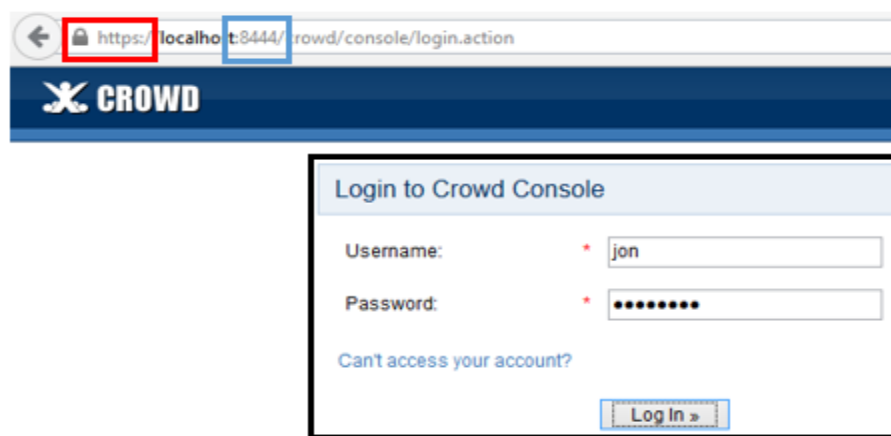 https://localhost:8444/crowd/console/login.action
CROWD
Login to Crowd Console
Username: * jon
Password: * ••••••••
Can't access your account?
Log In »